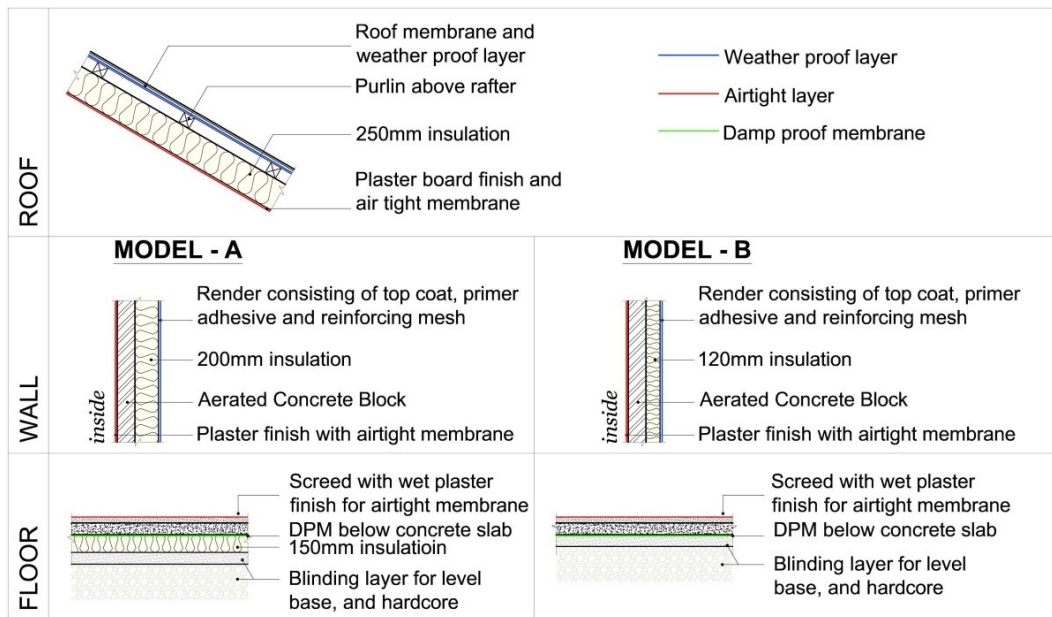 ROOF
Roof membrane and
weather proof layer
Purlin above rafter
250mm insulation
Plaster board finish and
air tight membrane
Weather proof layer
Airtight layer
Damp proof membrane
WALL
MODEL - A
Render consisting of top coat, primer
adhesive and reinforcing mesh
200mm insulation
Aerated Concrete Block
Plaster finish with airtight membrane
inside
MODEL - B
Render consisting of top coat, primer
adhesive and reinforcing mesh
120mm insulation
Aerated Concrete Block
Plaster finish with airtight membrane
inside
FLOOR
Screed with wet plaster
finish for airtight membrane
DPM below concrete slab
150mm insulatioin
Blinding layer for level
base, and hardcore
Screed with wet plaster
finish for airtight membrane
DPM below concrete slab
Blinding layer for level
base, and hardcore